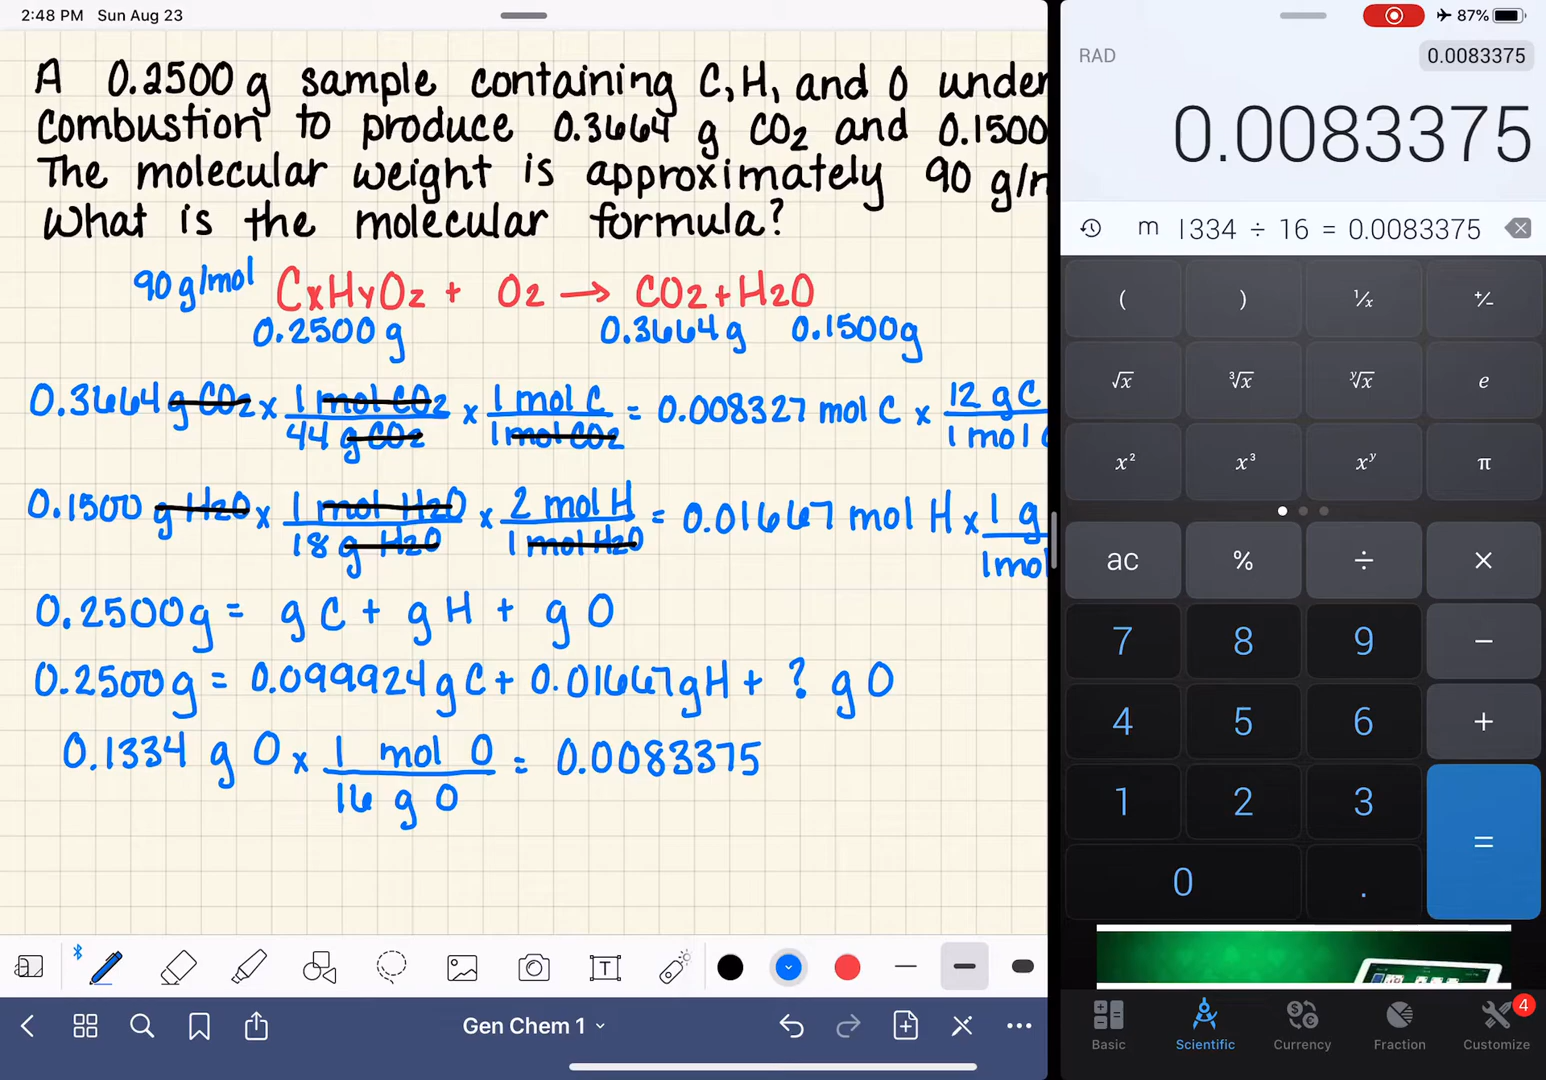 2:48 PM Sun Aug 23
87%
A 0.2500 g sample containing C, H, and O under
combustion to produce 0.3664 g CO2 and 0.1500
The molecular weight is approximately 90 g/m
What is the molecular formula?
90 g/mol CxHyOz + O2 → CO2 + H2O
0.2500 g 0.3664 g 0.1500 g
0.3664 g CO2 x 1 mol CO2 / 44 g CO2 x 1 mol C / 1 mol CO2 = 0.008327 mol C x 12 g C / 1 mol C
0.1500 g H2O x 1 mol H2O / 18 g H2O x 2 mol H / 1 mol H2O = 0.01667 mol H x 1 g / 1 mol
0.2500 g = g C + g H + g O
0.2500 g = 0.099924 g C + 0.01667 g H + ? g O
0.1334 g O x 1 mol O / 16 g O = 0.0083375
T
Gen Chem 1
RAD 0.0083375
0.0083375
m 1334 ÷ 16 = 0.0083375
( ) 1/x +/-
√x ∛x y√x e
x² x³ xʸ π
ac % ÷ ×
7 8 9 −
4 5 6 +
1 2 3 =
0 .
4
Basic Scientific Currency Fraction Customize